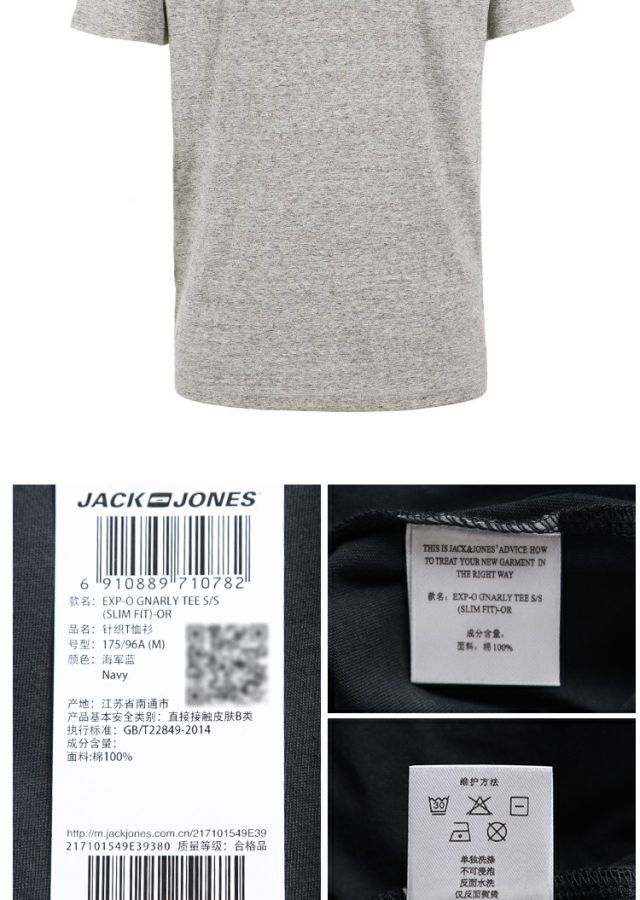 JACK JONES
6 910889 710782
款名：EXP-O GNARLY TEE S/S
(SLIM FIT)-OR
品名：针织T恤衫
号型：175/96A (M)
颜色：海军蓝
Navy
产地：江苏省南通市
产品基本安全类别：直接接触皮肤B类
执行标准：GB/T22849-2014
成分含量：
面料:棉100%
http://m.jackjones.com.cn/217101549E39
217101549E39380 质量等级：合格品
THIS IS JACK&JONES'ADVICE HOW
TO TREAT YOUR NEW GARMENT IN
THE RIGHT WAY
款名：EXP-O GNARLY TEE S/S
(SLIM FIT)-OR
成分含量：
面料：棉100%
维护方法
30
单独洗涤
不可浸泡
反面水洗
仅反面熨烫